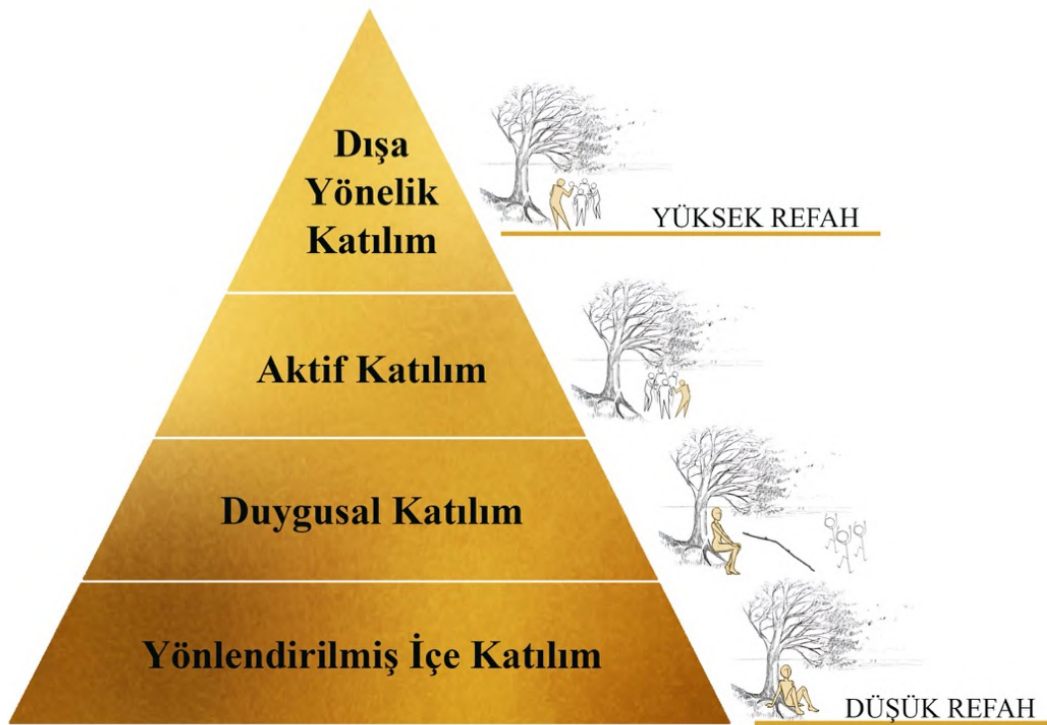 Dışa
Yönelik
Katılım
YÜKSEK REFAH
Aktif Katılım
Duygusal Katılım
Yönlendirilmiş İçe Katılım
DÜŞÜK REFAH